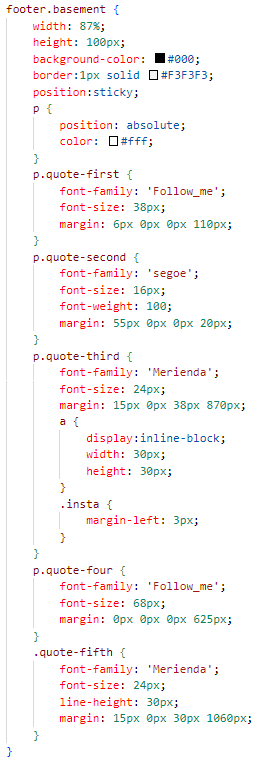 footer.basement {
    width: 87%;
    height: 100px;
    background-color: #000;
    border:1px solid #F3F3F3;
    position:sticky;
    p {
        position: absolute;
        color: #fff;
    }
    p.quote-first {
        font-family: 'Follow_me';
        font-size: 38px;
        margin: 6px 0px 0px 110px;
    }
    p.quote-second {
        font-family: 'segoe';
        font-size: 16px;
        font-weight: 100;
        margin: 55px 0px 0px 20px;
    }
    p.quote-third {
        font-family: 'Merienda';
        font-size: 24px;
        margin: 15px 0px 38px 870px;
        a {
            display:inline-block;
            width: 30px;
            height: 30px;
        }
        .insta {
            margin-left: 3px;
        }
    }
    p.quote-four {
        font-family: 'Follow_me';
        font-size: 68px;
        margin: 0px 0px 0px 625px;
    }
    .quote-fifth {
        font-family: 'Merienda';
        font-size: 24px;
        line-height: 30px;
        margin: 15px 0px 30px 1060px;
    }
}